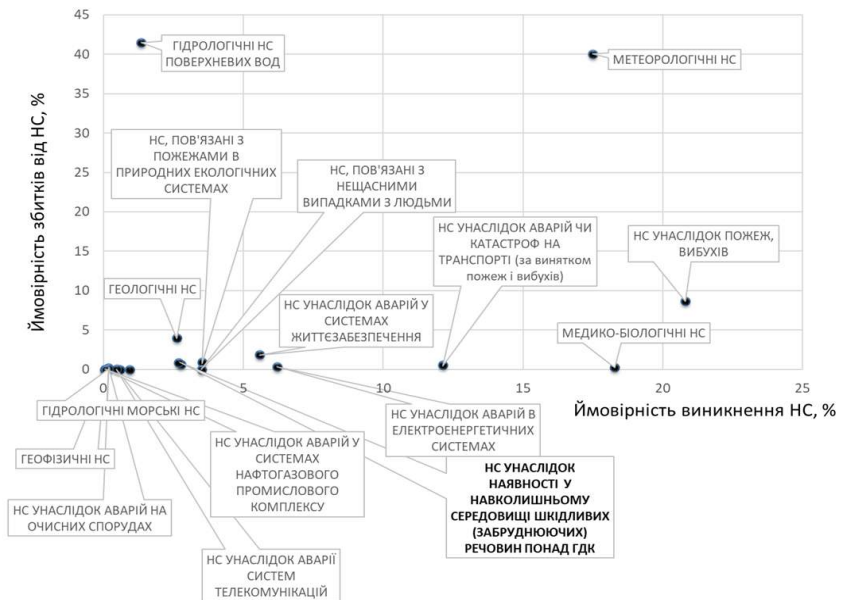 45
40
35
30
25
20
15
10
5
0
Ймовірність збитків від НС, %
ГІДРОЛОГІЧНІ НС
ПОВЕРХНЕВИХ ВОД
МЕТЕОРОЛОГІЧНІ НС
НС, ПОВ'ЯЗАНІ З
ПОЖЕЖАМИ В
ПРИРОДНИХ ЕКОЛОГІЧНИХ
СИСТЕМАХ
НС, ПОВ'ЯЗАНІ З
НЕЩАСНИМИ
ВИПАДКАМИ З ЛЮДЬМИ
НС УНАСЛІДОК АВАРІЙ ЧИ
КАТАСТРОФ НА
ТРАНСПОРТІ (за винятком
пожеж і вибухів)
НС УНАСЛІДОК ПОЖЕЖ,
ВИБУХІВ
ГЕОЛОГІЧНІ НС
НС УНАСЛІДОК АВАРІЙ У
СИСТЕМАХ
ЖИТТЄЗАБЕЗПЕЧЕННЯ
МЕДИКО-БІОЛОГІЧНІ НС
0
5
10
15
20
25
Ймовірність виникнення НС, %
ГІДРОЛОГІЧНІ МОРСЬКІ НС
ГЕОФІЗИЧНІ НС
НС УНАСЛІДОК АВАРІЙ НА
ОЧИСНИХ СПОРУДАХ
НС УНАСЛІДОК АВАРІЙ У
СИСТЕМАХ
НАФТОГАЗОВОГО
ПРОМИСЛОВОГО
КОМПЛЕКСУ
НС УНАСЛІДОК АВАРІЙ В
ЕЛЕКТРОЕНЕРГЕТИЧНИХ
СИСТЕМАХ
НС УНАСЛІДОК
НАЯВНОСТІ У
НАВКОЛИШНЬОМУ
СЕРЕДОВИЩІ ШКІДЛИВИХ
(ЗАБРУДНЮЮЧИХ)
РЕЧОВИН ПОНАД ГДК
НС УНАСЛІДОК АВАРІЇ
СИСТЕМ
ТЕЛЕКОМУНІКАЦІЙ